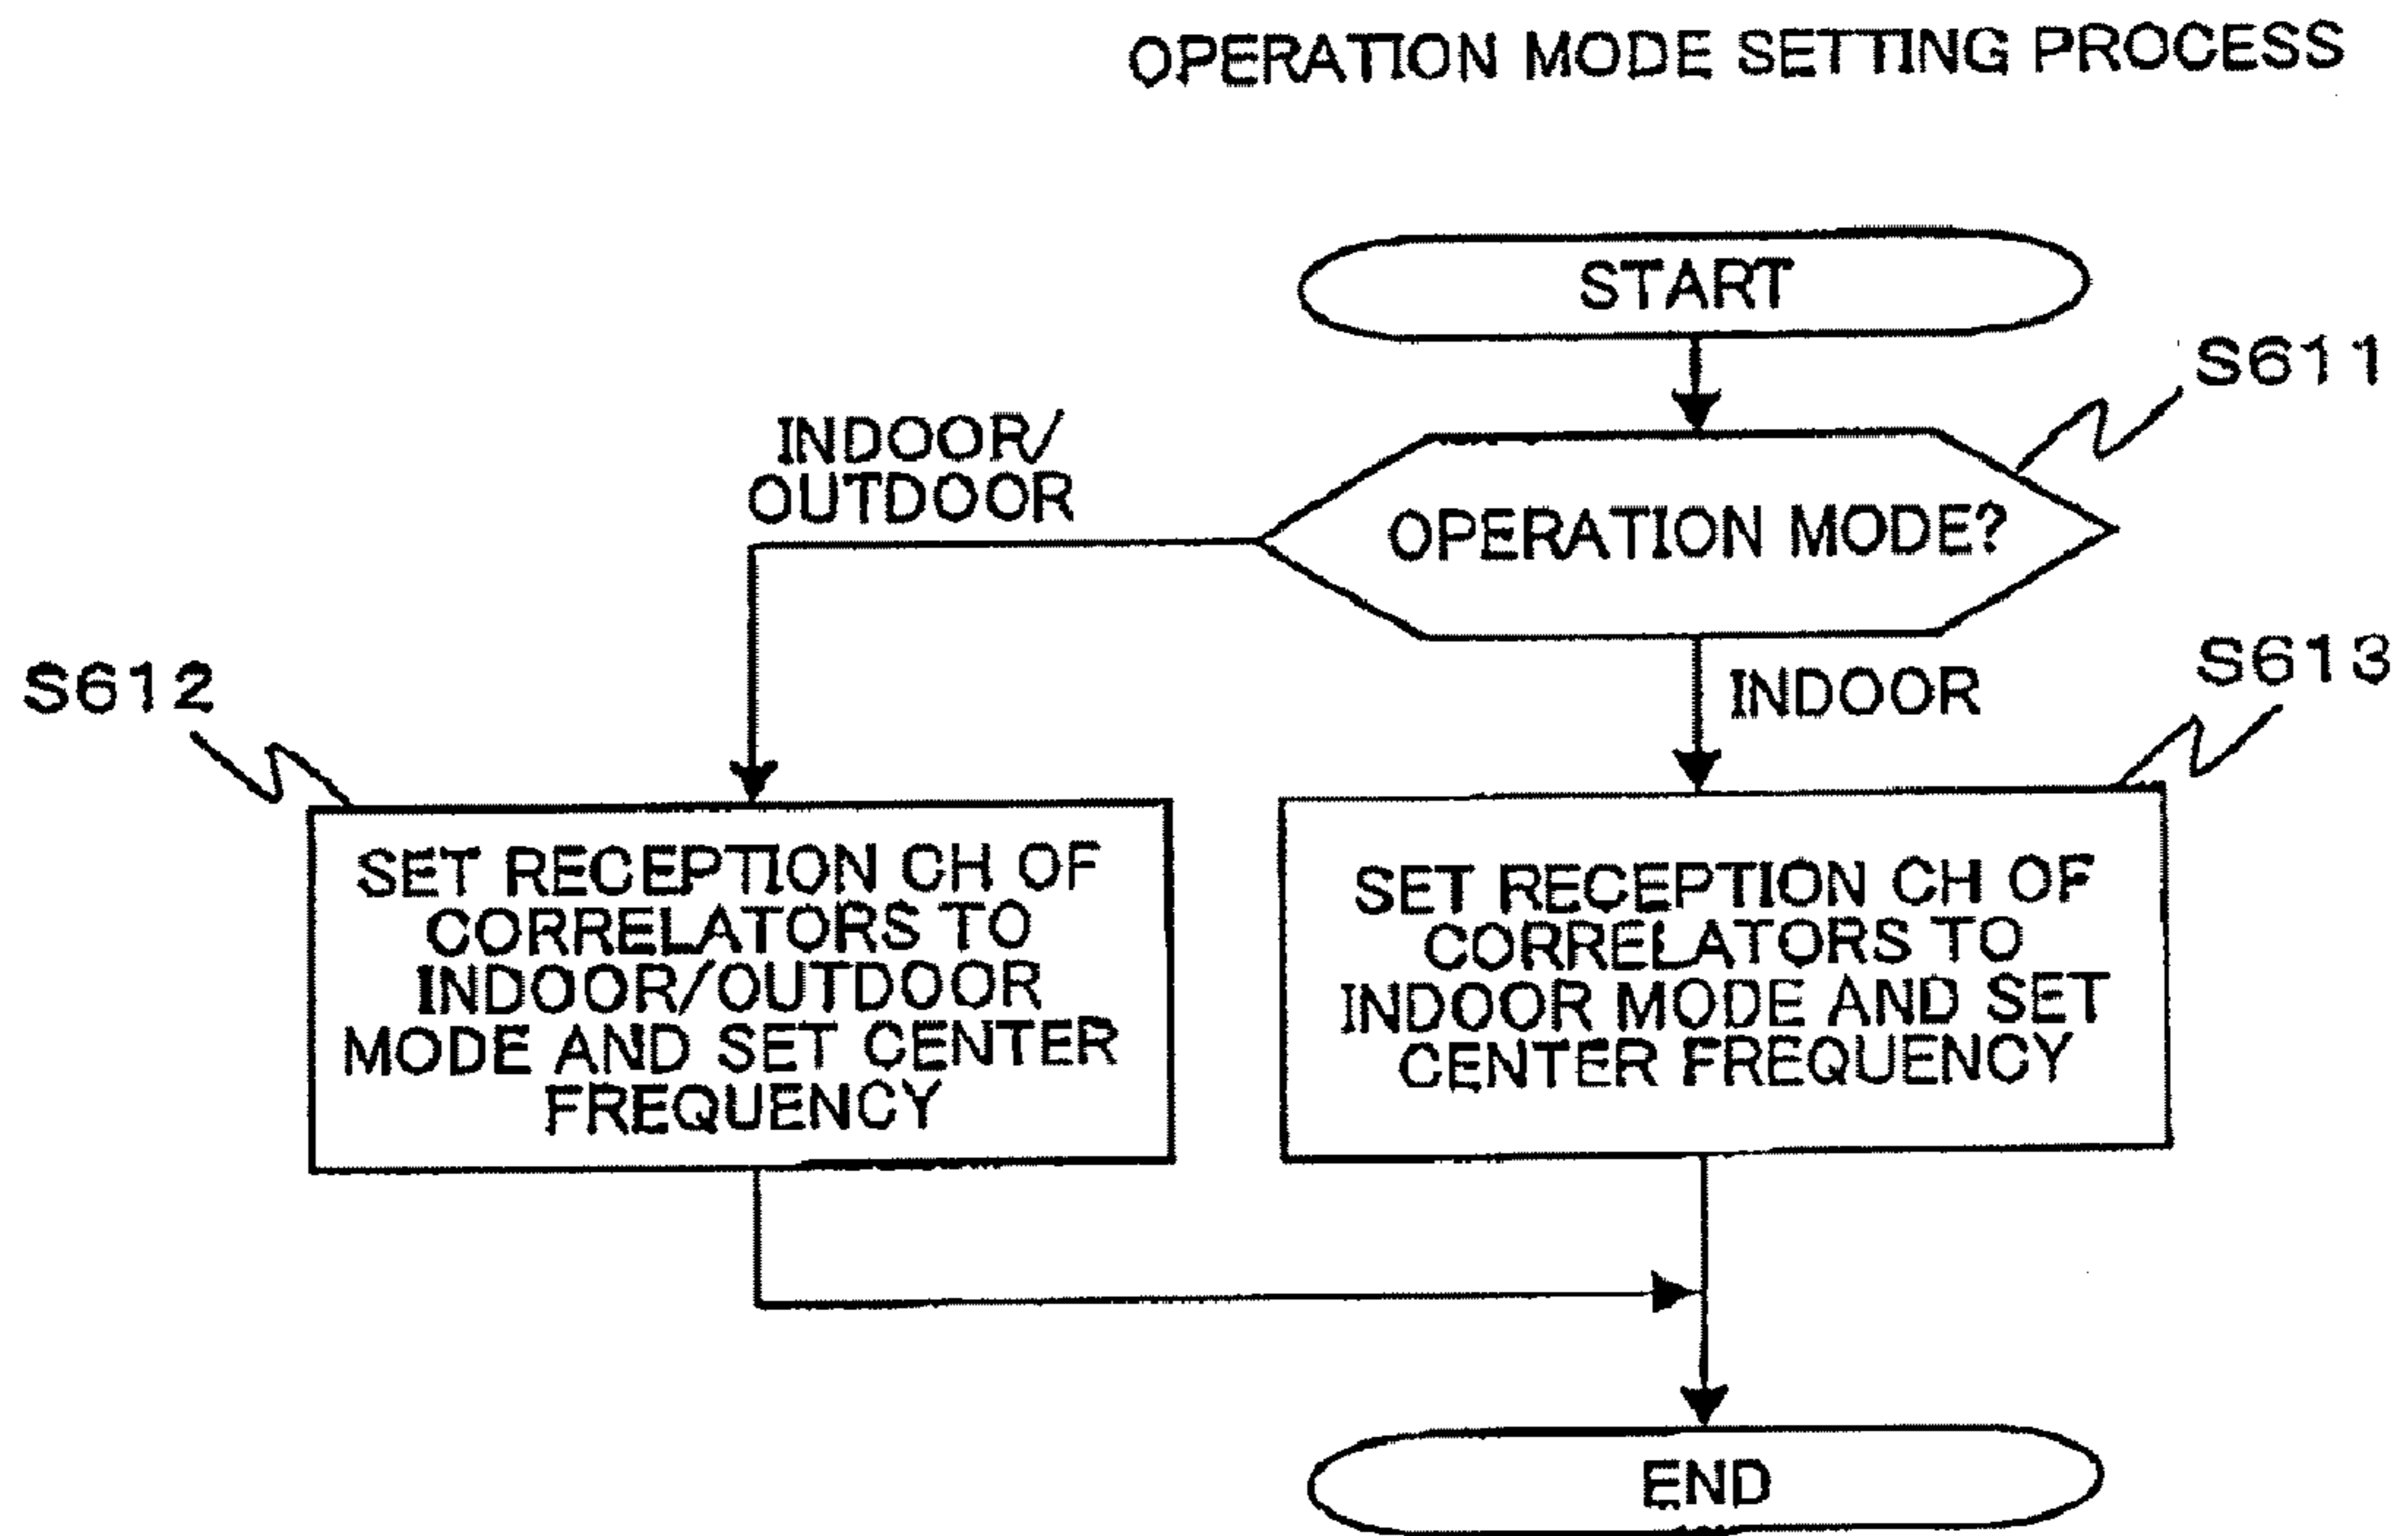 OPERATION MODE SETTING PROCESS
START
S611
INDOOR/
OUTDOOR
OPERATION MODE?
S612
INDOOR
S613
SET RECEPTION CH OF
CORRELATORS TO
INDOOR/OUTDOOR
MODE AND SET CENTER
FREQUENCY
SET RECEPTION CH OF
CORRELATORS TO
INDOOR MODE AND SET
CENTER FREQUENCY
END